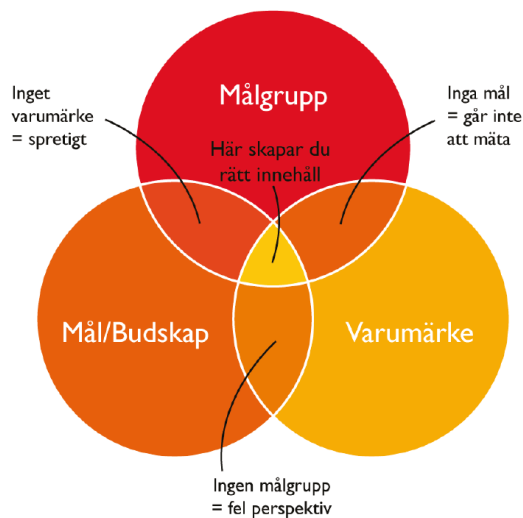 Målgrupp
Inget
varumärke
= spretigt
Inga mål
= går inte
att mäta
Här skapar du
rätt innehåll
Mål/Budskap
Varumärke
Ingen målgrupp
= fel perspektiv